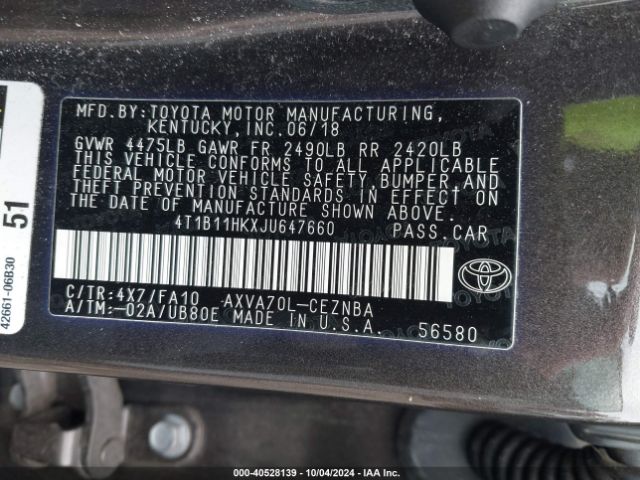 MFD.BY:TOYOTA MOTOR MANUFACTURING,
KENTUCKY,INC.06/18
GVWR 4475LB GAWR FR 2490LB RR 2420LB
THIS VEHICLE CONFORMS TO ALL APPLICABLE
FEDERAL MOTOR VEHICLE SAFETY,BUMPER,AND
THEFT PREVENTION STANDARDS IN EFFECT ON
THE DATE OF MANUFACTURE SHOWN ABOVE.
4T1B11HKXJU647660 PASS.CAR
C/TR:4X7/FA10 AXVA70L-CEZNBA
A/TM:-02A/UB80E MADE IN U.S.A. 56580
42661-06B30
51
000-40528139 - 10/04/2024 - IAA Inc.